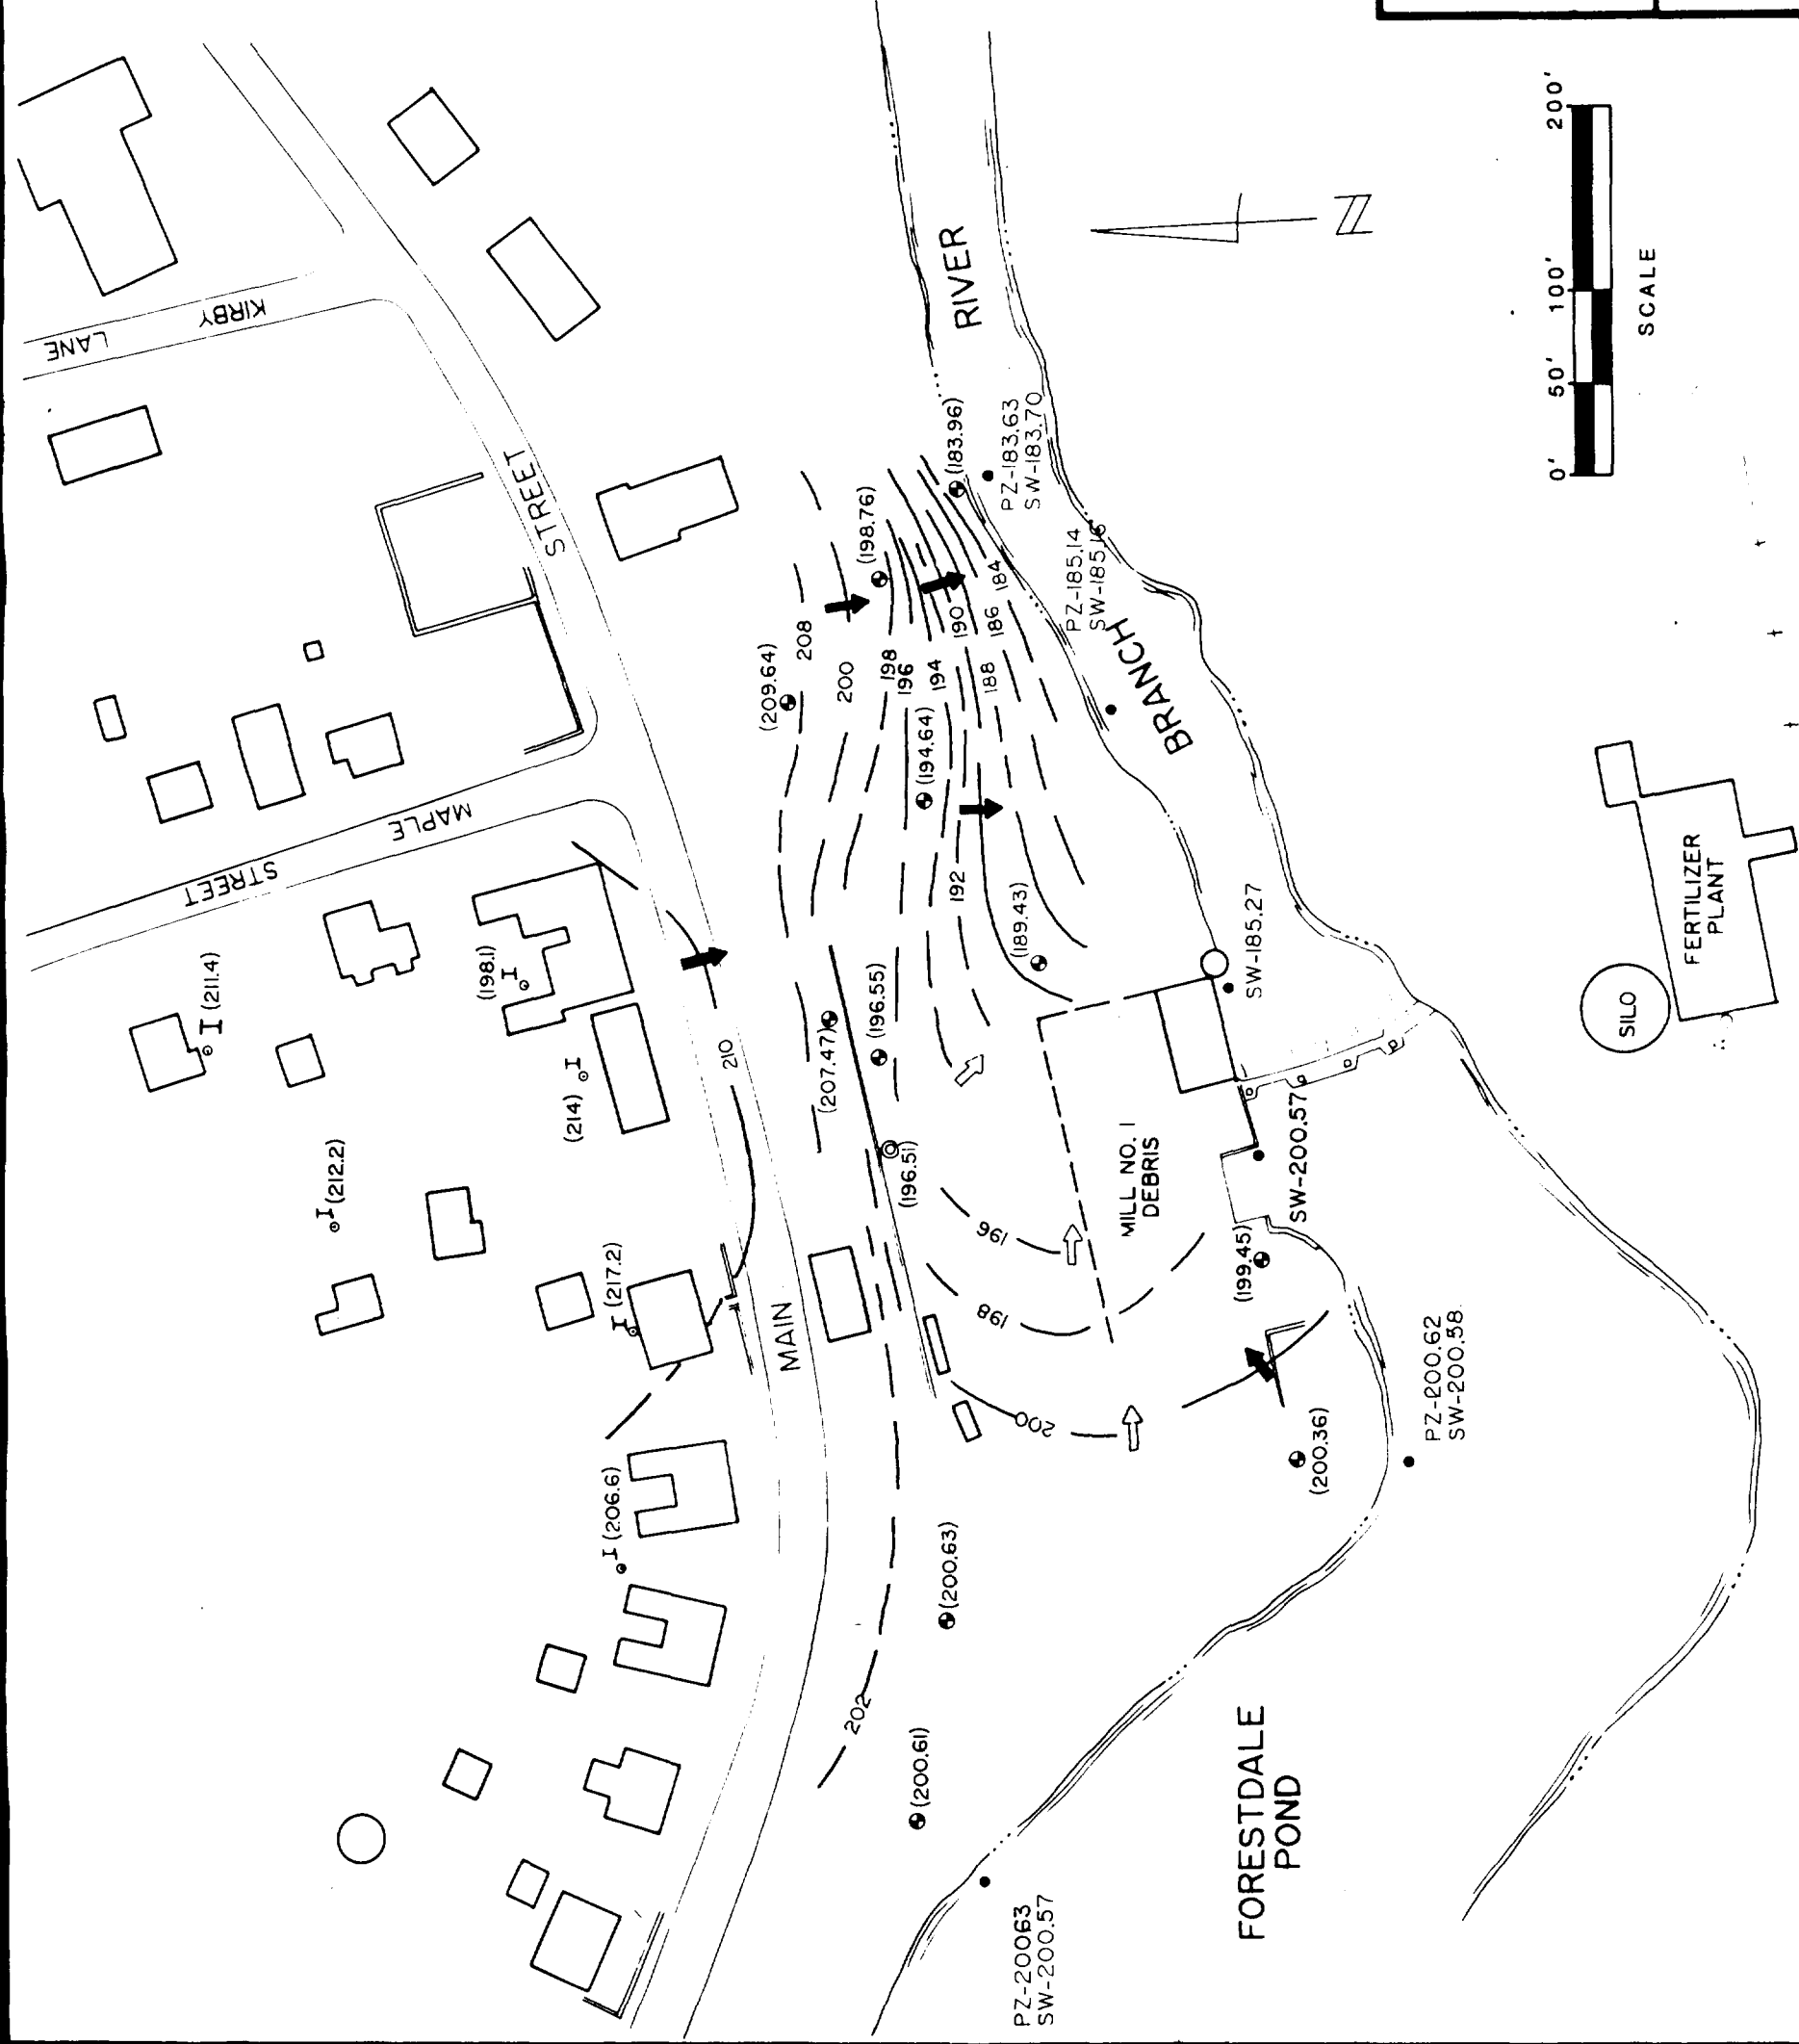 LANE
KIRBY
STREET
MAPLE
STREET
MAIN
RIVER
BRANCH
N
0'
50'
100'
200'
SCALE
(211.4)
(212.2)
(198.1)
(214)
(217.2)
(206.6)
(209.64)
(198.76)
(183.96)
PZ-183.63
SW-183.70
PZ-185.14
208
200
198
196
194
190
186
184
188
192
(194.64)
(189.43)
(207.47)
(196.55)
(196.51)
210
196
198
200
202
MILL NO. 1
DEBRIS
SW-185.27
SW-200.57
(199.45)
(200.36)
PZ-200.62
SW-200.58
(200.63)
(200.61)
PZ-20063
SW-200.57
FORESTDALE
POND
SILO
FERTILIZER
PLANT